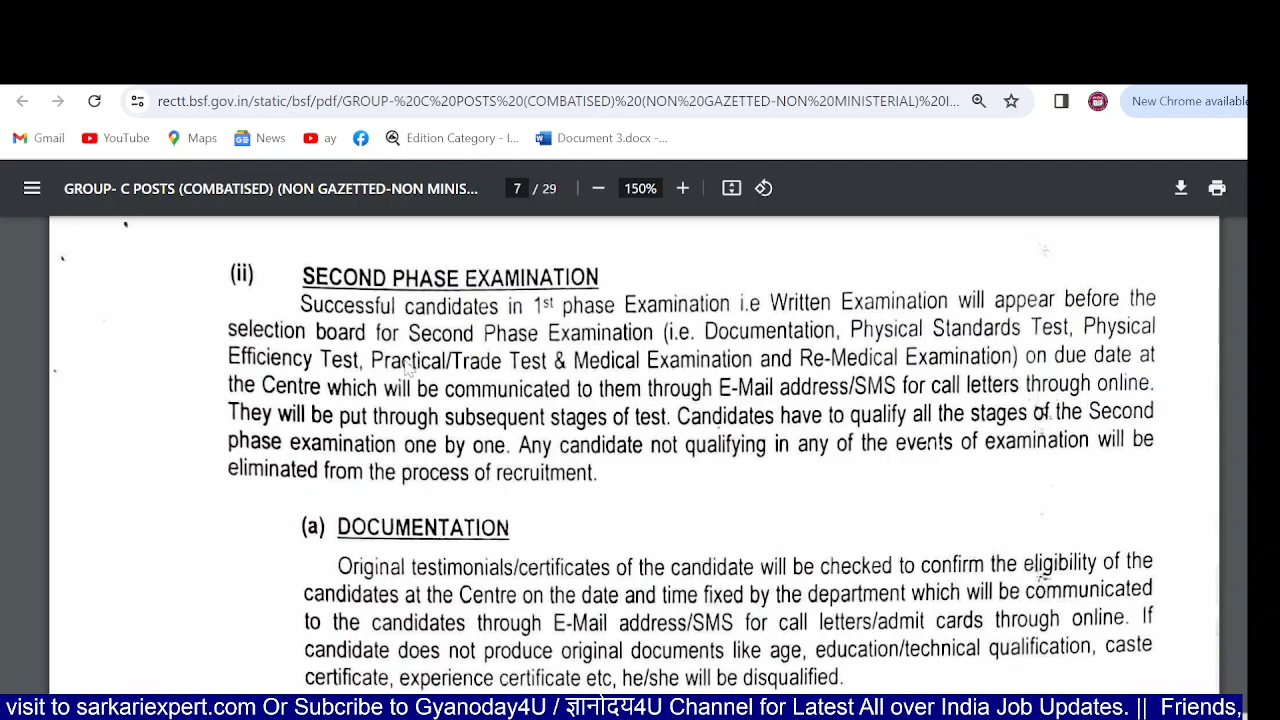 rectt.bsf.gov.in/static/bsf/pdf/GROUP-%20C%20POSTS%20(COMBATISED)%20(NON%20GAZETTED-NON%20MINISTERIAL)%20I...
New Chrome available
Gmail YouTube Maps News ay Edition Category - I... Document 3.docx -...
GROUP- C POSTS (COMBATISED) (NON GAZETTED-NON MINIS... 7 / 29 150%
(ii) SECOND PHASE EXAMINATION
Successful candidates in 1st phase Examination i.e Written Examination will appear before the
selection board for Second Phase Examination (i.e. Documentation, Physical Standards Test, Physical
Efficiency Test, Practical/Trade Test & Medical Examination and Re-Medical Examination) on due date at
the Centre which will be communicated to them through E-Mail address/SMS for call letters through online.
They will be put through subsequent stages of test. Candidates have to qualify all the stages of the Second
phase examination one by one. Any candidate not qualifying in any of the events of examination will be
eliminated from the process of recruitment.
(a) DOCUMENTATION
Original testimonials/certificates of the candidate will be checked to confirm the eligibility of the
candidates at the Centre on the date and time fixed by the department which will be communicated
to the candidates through E-Mail address/SMS for call letters/admit cards through online. If
candidate does not produce original documents like age, education/technical qualification, caste
certificate, experience certificate etc, he/she will be disqualified.
visit to sarkariexpert.com Or Subcribe to Gyanoday4U / ज्ञानोदय4U Channel for Latest All over India Job Updates. || Friends,